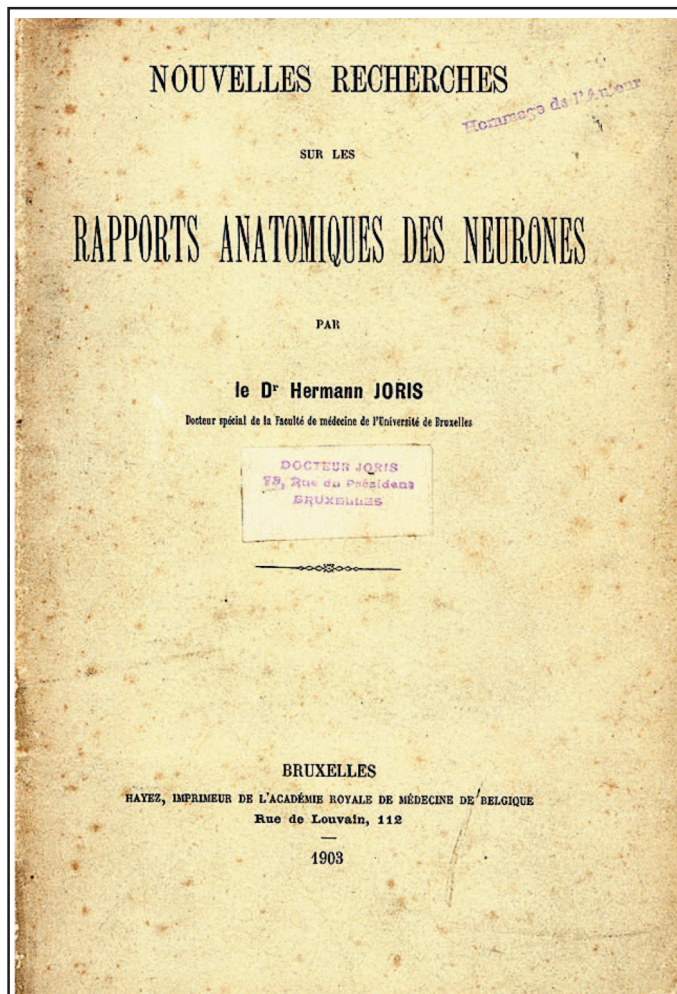 NOUVELLES RECHERCHES
Hommage de l'Auteur
SUR LES
RAPPORTS ANATOMIQUES DES NEURONES
PAR
le Dr Hermann JORIS
Docteur spécial de la Faculté de médecine de l'Université de Bruxelles
DOCTEUR JORIS
Rue du Président
BRUXELLES
BRUXELLES
HAYEZ, IMPRIMEUR DE L'ACADÉMIE ROYALE DE MÉDECINE DE BELGIQUE
Rue de Louvain, 112
1903